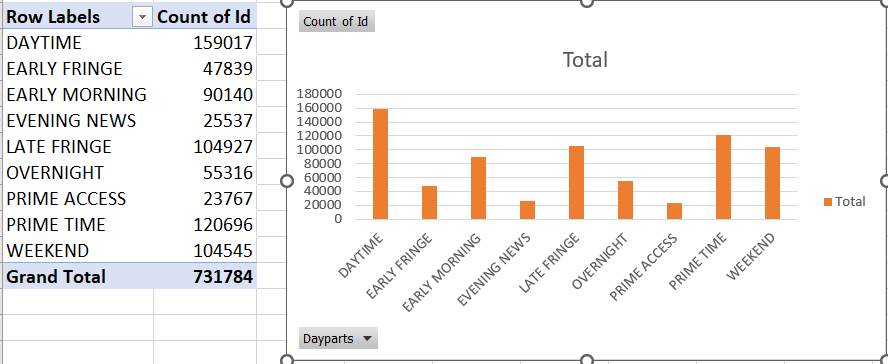 Row Labels Count of Id
DAYTIME 159017
EARLY FRINGE 47839
EARLY MORNING 90140
EVENING NEWS 25537
LATE FRINGE 104927
OVERNIGHT 55316
PRIME ACCESS 23767
PRIME TIME 120696
WEEKEND 104545
Grand Total 731784
Count of Id
Total
180000
160000
140000
120000
100000
80000
60000
40000
20000
0
DAYTIME
EARLY FRINGE
EARLY MORNING
EVENING NEWS
LATE FRINGE
OVERNIGHT
PRIME ACCESS
PRIME TIME
WEEKEND
Total
Dayparts